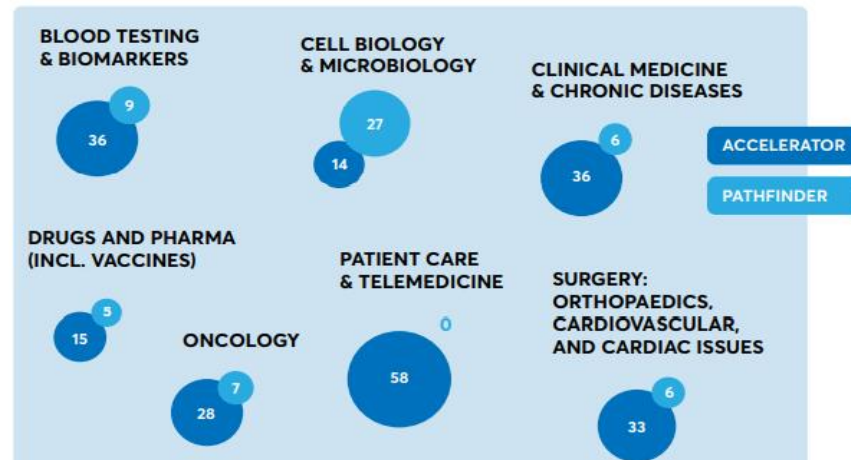 BLOOD TESTING
& BIOMARKERS
9
36
CELL BIOLOGY
& MICROBIOLOGY
27
14
CLINICAL MEDICINE
& CHRONIC DISEASES
6
36
ACCELERATOR
PATHFINDER
DRUGS AND PHARMA
(INCL. VACCINES)
5
15
ONCOLOGY
7
28
PATIENT CARE
& TELEMEDICINE
0
58
SURGERY:
ORTHOPAEDICS,
CARDIOVASCULAR,
AND CARDIAC ISSUES
6
33